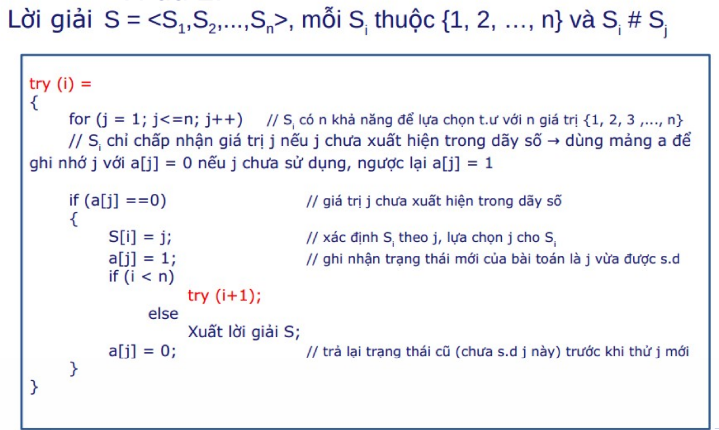 Lời giải S = <S1,S2,...,Sn>, mỗi Si thuộc {1, 2, ..., n} và Si # Sj
try (i) =
{
for (j = 1; j<=n; j++) // Si có n khả năng để lựa chọn t.ư với n giá trị {1, 2, 3 ,..., n}
// Si chỉ chấp nhận giá trị j nếu j chưa xuất hiện trong dãy số → dùng mảng a để
ghi nhớ j với a[j] = 0 nếu j chưa sử dụng, ngược lại a[j] = 1
if (a[j] ==0) // giá trị j chưa xuất hiện trong dãy số
{
S[i] = j; // xác định Si theo j, lựa chọn j cho Si
a[j] = 1; // ghi nhận trạng thái mới của bài toán là j vừa được s.d
if (i < n)
try (i+1);
else
Xuất lời giải S;
a[j] = 0; // trả lại trạng thái cũ (chưa s.d j này) trước khi thử j mới
}
}